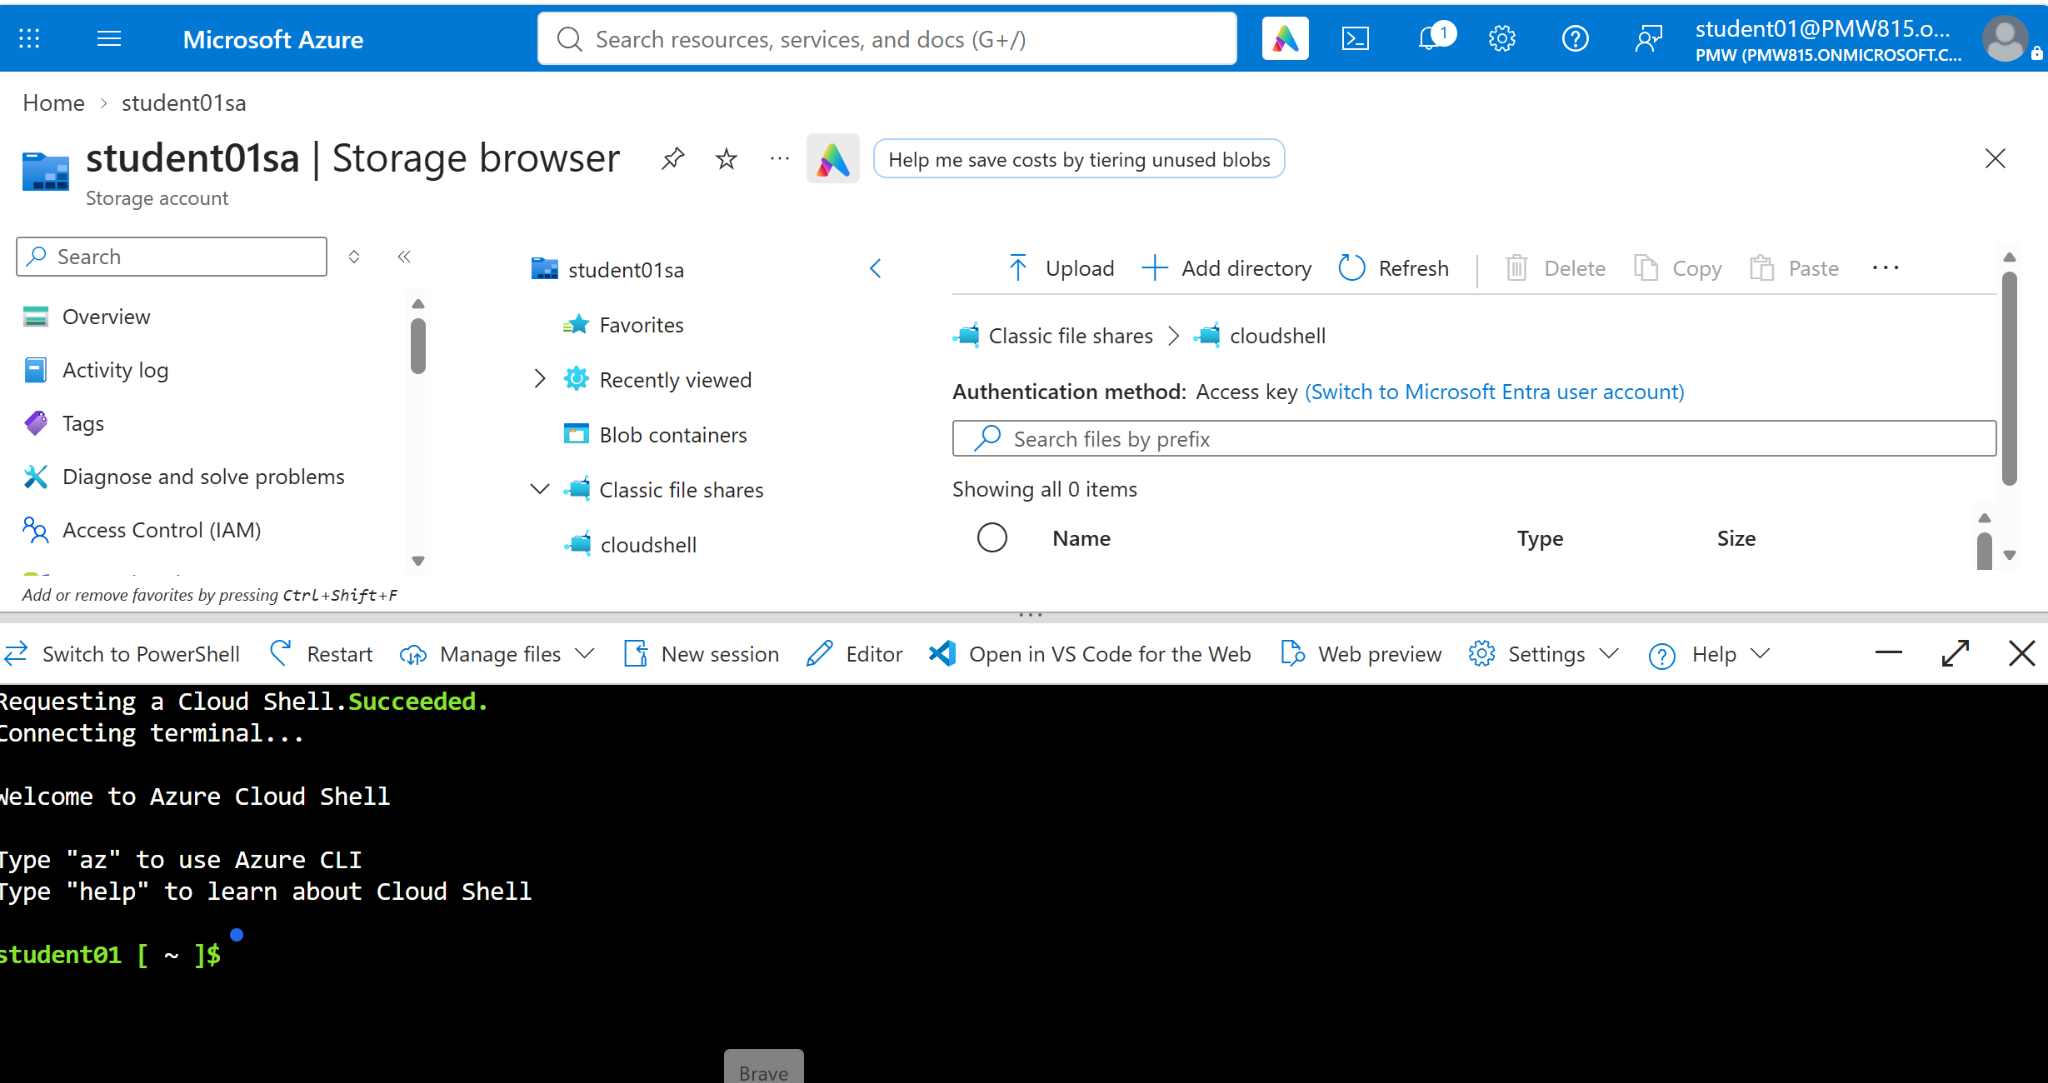 Microsoft Azure
Search resources, services, and docs (G+/)
1
student01@PMW815.o...
PMW (PMW815.ONMICROSOFT.C...
Home > student01sa
student01sa | Storage browser
Help me save costs by tiering unused blobs
Storage account
Search
Overview
Activity log
Tags
Diagnose and solve problems
Access Control (IAM)
Add or remove favorites by pressing Ctrl+Shift+F
student01sa
Favorites
Recently viewed
Blob containers
Classic file shares
cloudshell
Upload
Add directory
Refresh
Delete
Copy
Paste
Classic file shares > cloudshell
Authentication method: Access key (Switch to Microsoft Entra user account)
Search files by prefix
Showing all 0 items
Name Type Size
Switch to PowerShell
Restart
Manage files
New session
Editor
Open in VS Code for the Web
Web preview
Settings
Help
Requesting a Cloud Shell.Succeeded.
Connecting terminal...
Welcome to Azure Cloud Shell
Type "az" to use Azure CLI
Type "help" to learn about Cloud Shell
student01 [ ~ ]$
Brave